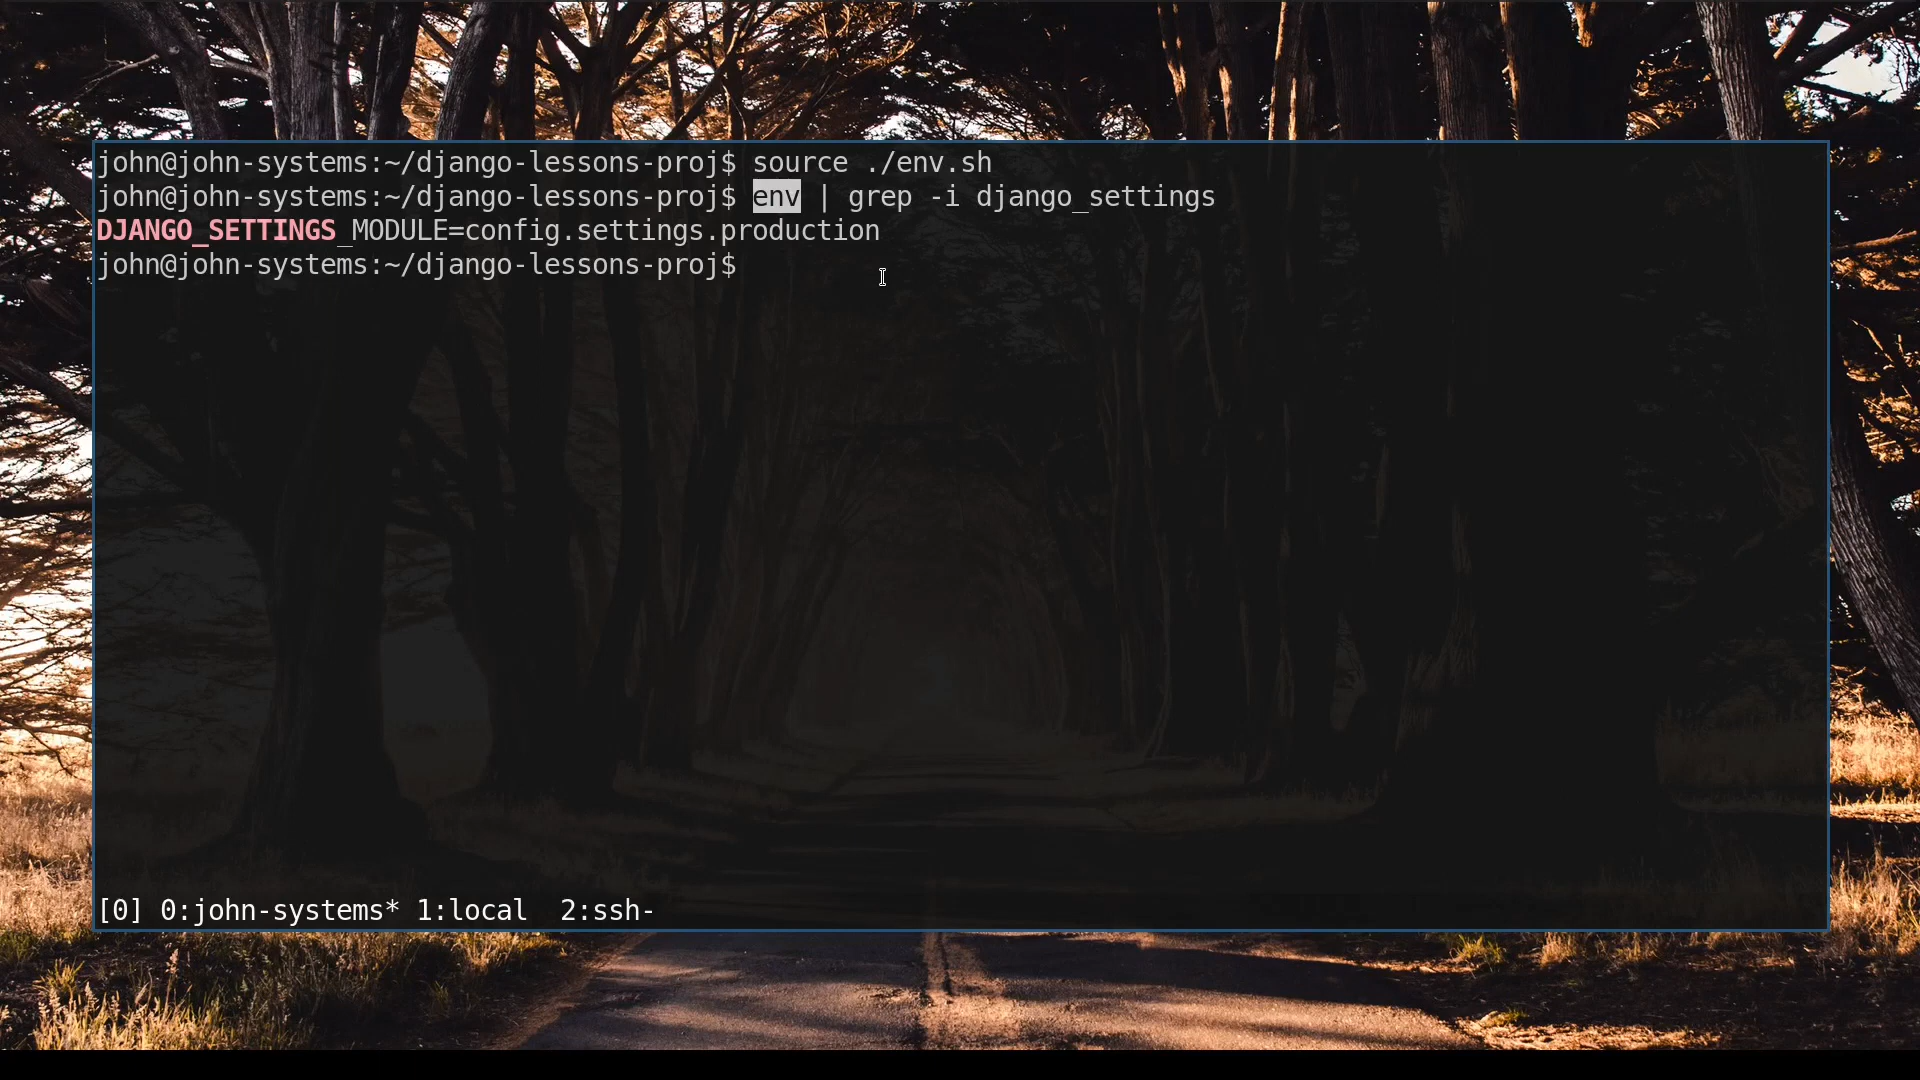 john@john-systems:~/django-lessons-proj$ source ./env.sh
john@john-systems:~/django-lessons-proj$ env | grep -i django_settings
DJANGO_SETTINGS_MODULE=config.settings.production
john@john-systems:~/django-lessons-proj$
[0] 0:john-systems* 1:local  2:ssh-